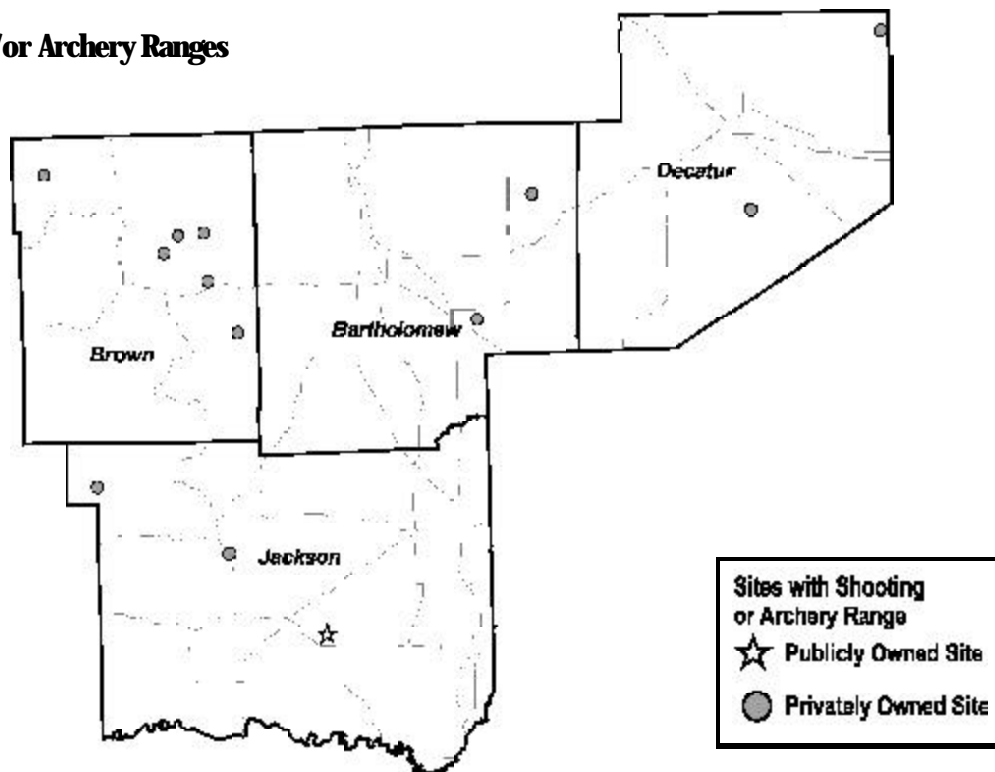 /or Archery Ranges
Decatur
Bartholomew
Brown
Jackson
Sites with Shooting
or Archery Range
Publicly Owned Site
Privately Owned Site